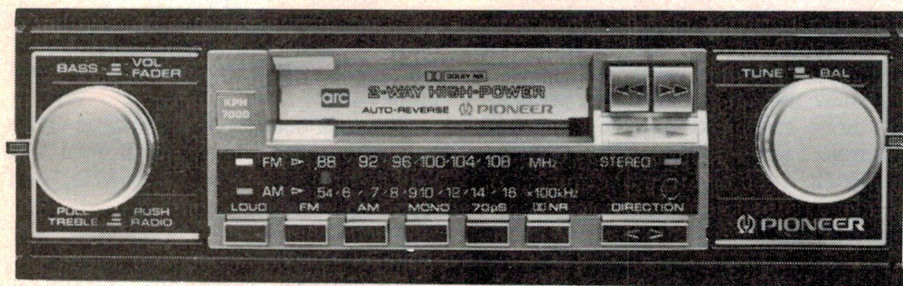 BASS VOL
FADER
PULL PUSH
TREBLE RADIO
KPH
7000
DOLBY NR
arc 2-WAY HIGH-POWER
AUTO-REVERSE PIONEER
FM 88 92 96 100 104 108 MHz STEREO
AM 54 6 7 8 9 10 12 14 16 ×100kHz
LOUD FM AM MONO 70µS NR DIRECTION
< >
TUNE BAL
PIONEER